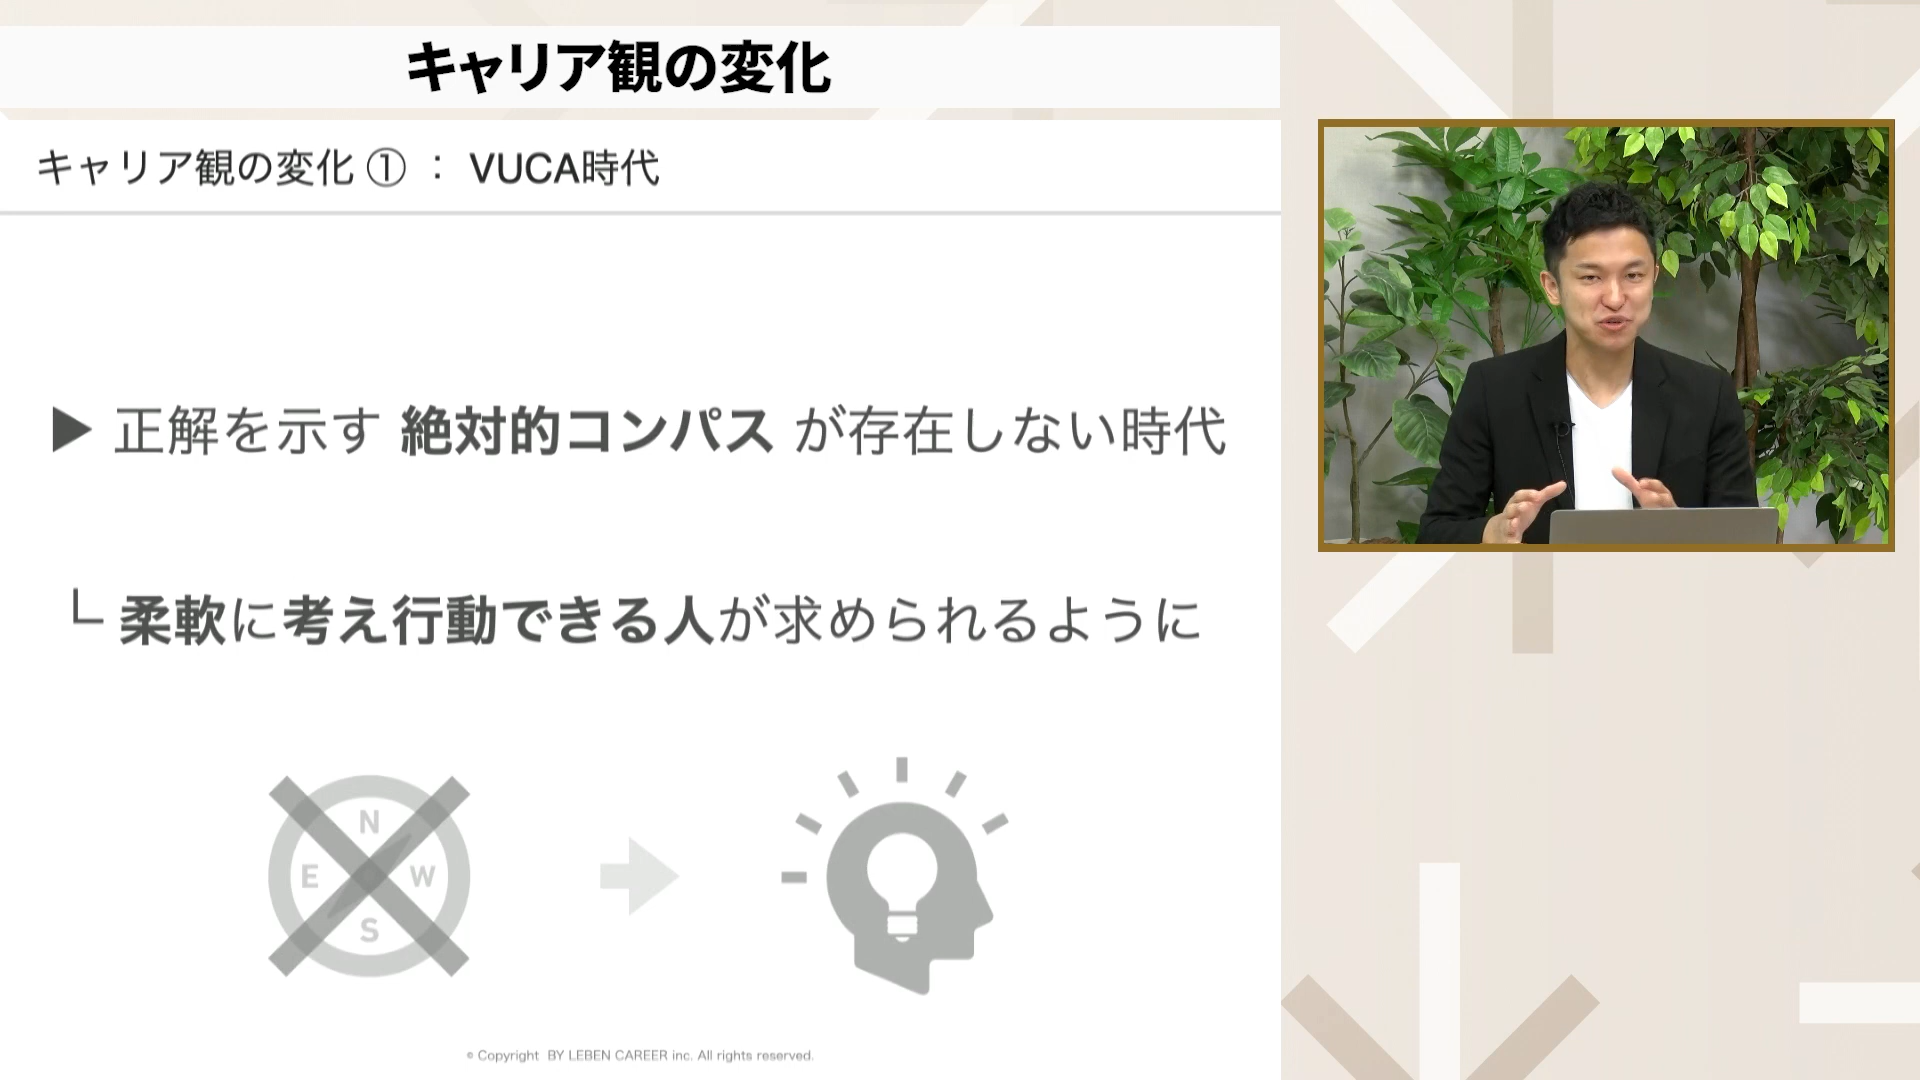 キャリア観の変化
キャリア観の変化 ① : VUCA時代
▶ 正解を示す 絶対的コンパス が存在しない時代
└ 柔軟に考え行動できる人が求められるように
N
E W
S
© Copyright BY LEBEN CAREER inc. All rights reserved.